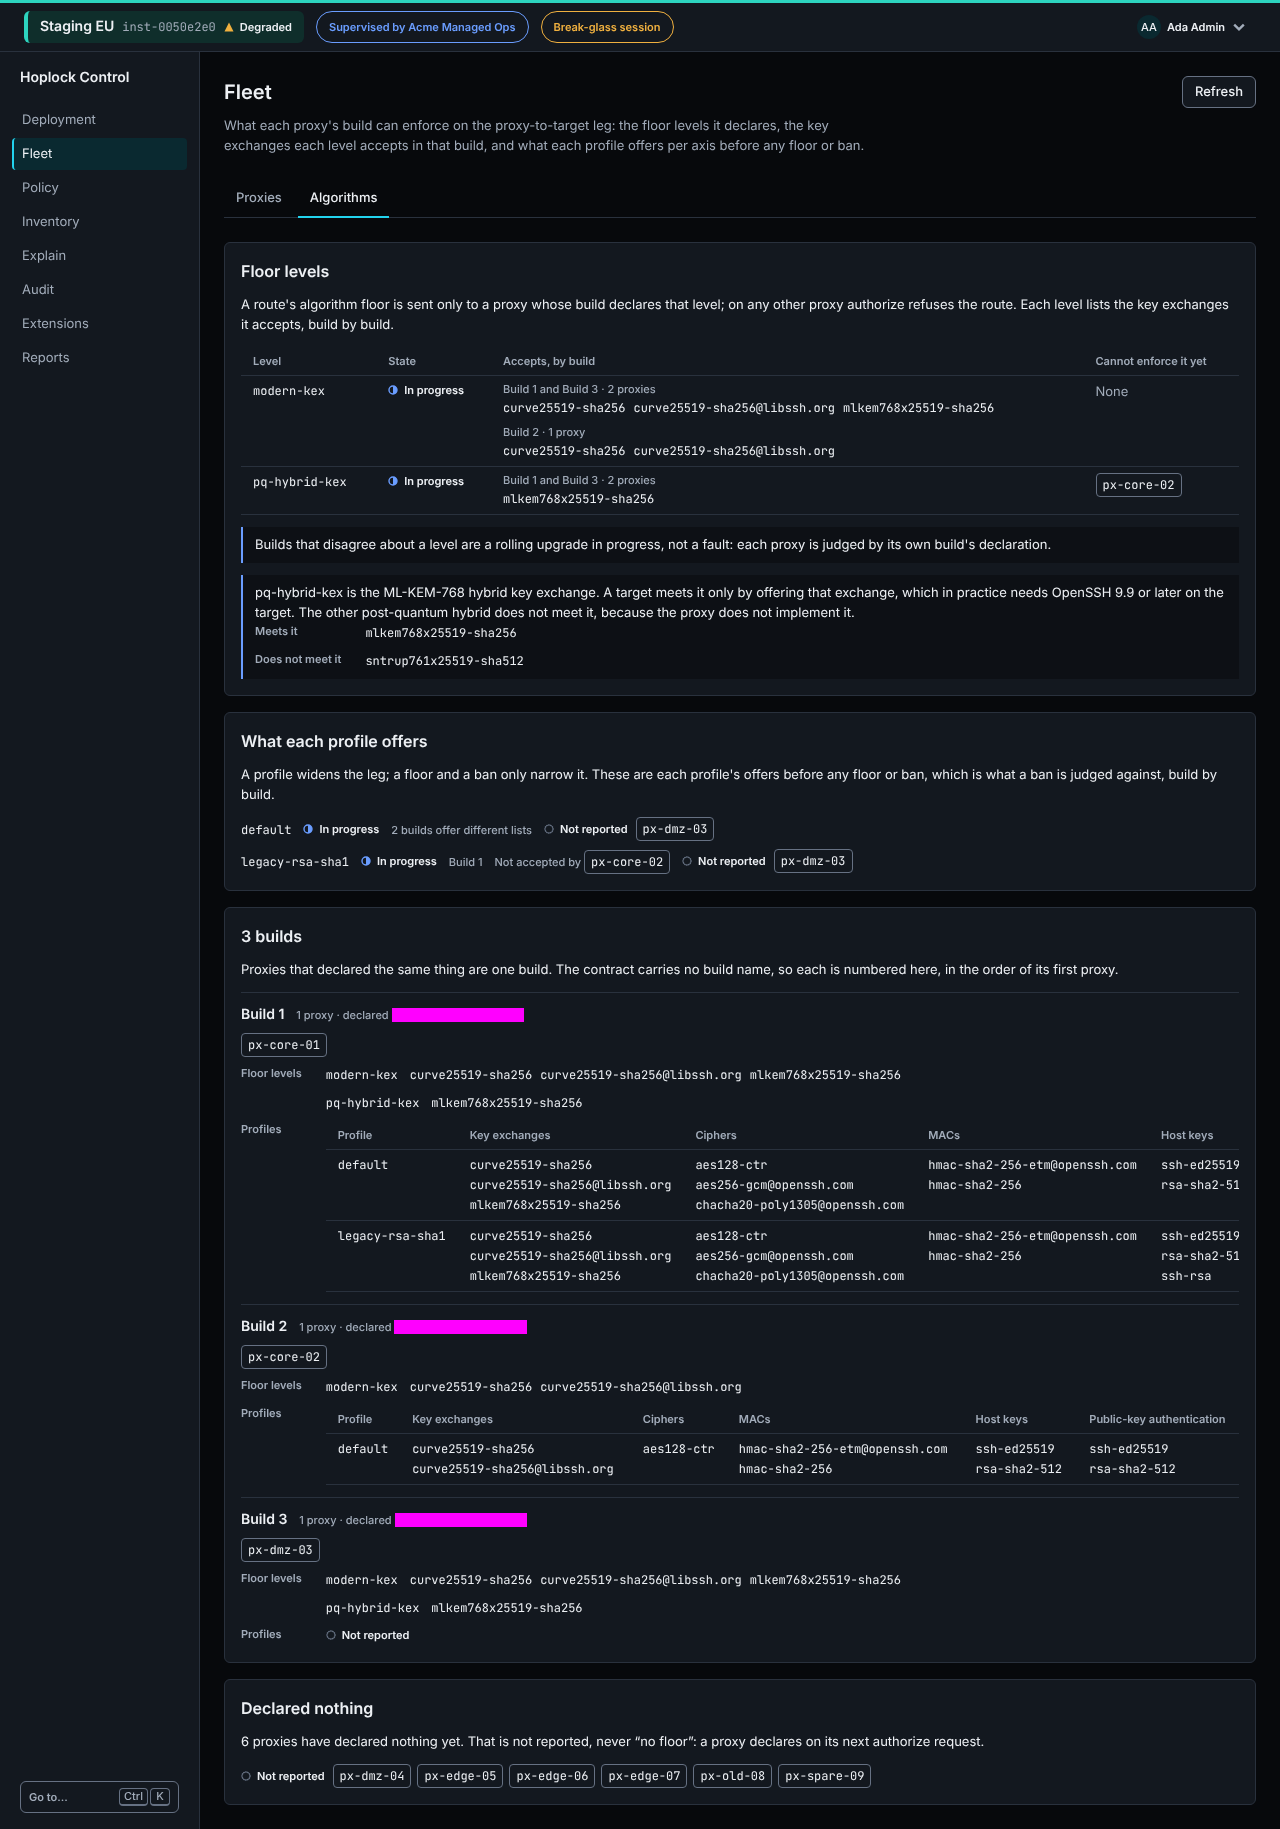 Staging EU inst-0050e2e0 Degraded Supervised by Acme Managed Ops Break-glass session AA Ada Admin
Hoplock Control
Deployment
Fleet
Policy
Inventory
Explain
Audit
Extensions
Reports
Go to... Ctrl K
Fleet
Refresh
What each proxy's build can enforce on the proxy-to-target leg: the floor levels it declares, the key
exchanges each level accepts in that build, and what each profile offers per axis before any floor or ban.
Proxies Algorithms
Floor levels
A route's algorithm floor is sent only to a proxy whose build declares that level; on any other proxy authorize refuses the route. Each level lists the key exchanges
it accepts, build by build.
Level State Accepts, by build Cannot enforce it yet
modern-kex In progress Build 1 and Build 3 · 2 proxies None
curve25519-sha256 curve25519-sha256@libssh.org mlkem768x25519-sha256
Build 2 · 1 proxy
curve25519-sha256 curve25519-sha256@libssh.org
pq-hybrid-kex In progress Build 1 and Build 3 · 2 proxies px-core-02
mlkem768x25519-sha256
Builds that disagree about a level are a rolling upgrade in progress, not a fault: each proxy is judged by its own build's declaration.
pq-hybrid-kex is the ML-KEM-768 hybrid key exchange. A target meets it only by offering that exchange, which in practice needs OpenSSH 9.9 or later on the
target. The other post-quantum hybrid does not meet it, because the proxy does not implement it.
Meets it mlkem768x25519-sha256
Does not meet it sntrup761x25519-sha512
What each profile offers
A profile widens the leg; a floor and a ban only narrow it. These are each profile's offers before any floor or ban, which is what a ban is judged against, build by
build.
default In progress 2 builds offer different lists Not reported px-dmz-03
legacy-rsa-sha1 In progress Build 1 Not accepted by px-core-02 Not reported px-dmz-03
3 builds
Proxies that declared the same thing are one build. The contract carries no build name, so each is numbered here, in the order of its first proxy.
Build 1 1 proxy · declared
px-core-01
Floor levels modern-kex curve25519-sha256 curve25519-sha256@libssh.org mlkem768x25519-sha256
pq-hybrid-kex mlkem768x25519-sha256
Profiles Profile Key exchanges Ciphers MACs Host keys
default curve25519-sha256 aes128-ctr hmac-sha2-256-etm@openssh.com ssh-ed25519
curve25519-sha256@libssh.org aes256-gcm@openssh.com hmac-sha2-256 rsa-sha2-51
mlkem768x25519-sha256 chacha20-poly1305@openssh.com
legacy-rsa-sha1 curve25519-sha256 aes128-ctr hmac-sha2-256-etm@openssh.com ssh-ed25519
curve25519-sha256@libssh.org aes256-gcm@openssh.com hmac-sha2-256 rsa-sha2-51
mlkem768x25519-sha256 chacha20-poly1305@openssh.com ssh-rsa
Build 2 1 proxy · declared
px-core-02
Floor levels modern-kex curve25519-sha256 curve25519-sha256@libssh.org
Profiles Profile Key exchanges Ciphers MACs Host keys Public-key authentication
default curve25519-sha256 aes128-ctr hmac-sha2-256-etm@openssh.com ssh-ed25519 ssh-ed25519
curve25519-sha256@libssh.org hmac-sha2-256 rsa-sha2-512 rsa-sha2-512
Build 3 1 proxy · declared
px-dmz-03
Floor levels modern-kex curve25519-sha256 curve25519-sha256@libssh.org mlkem768x25519-sha256
pq-hybrid-kex mlkem768x25519-sha256
Profiles Not reported
Declared nothing
6 proxies have declared nothing yet. That is not reported, never “no floor”: a proxy declares on its next authorize request.
Not reported px-dmz-04 px-edge-05 px-edge-06 px-edge-07 px-old-08 px-spare-09